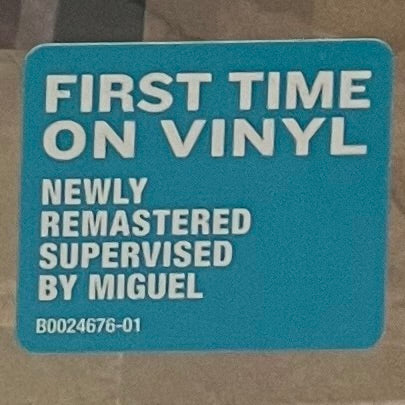 FIRST TIME
ON VINYL
NEWLY
REMASTERED
SUPERVISED
BY MIGUEL
B0024676-01